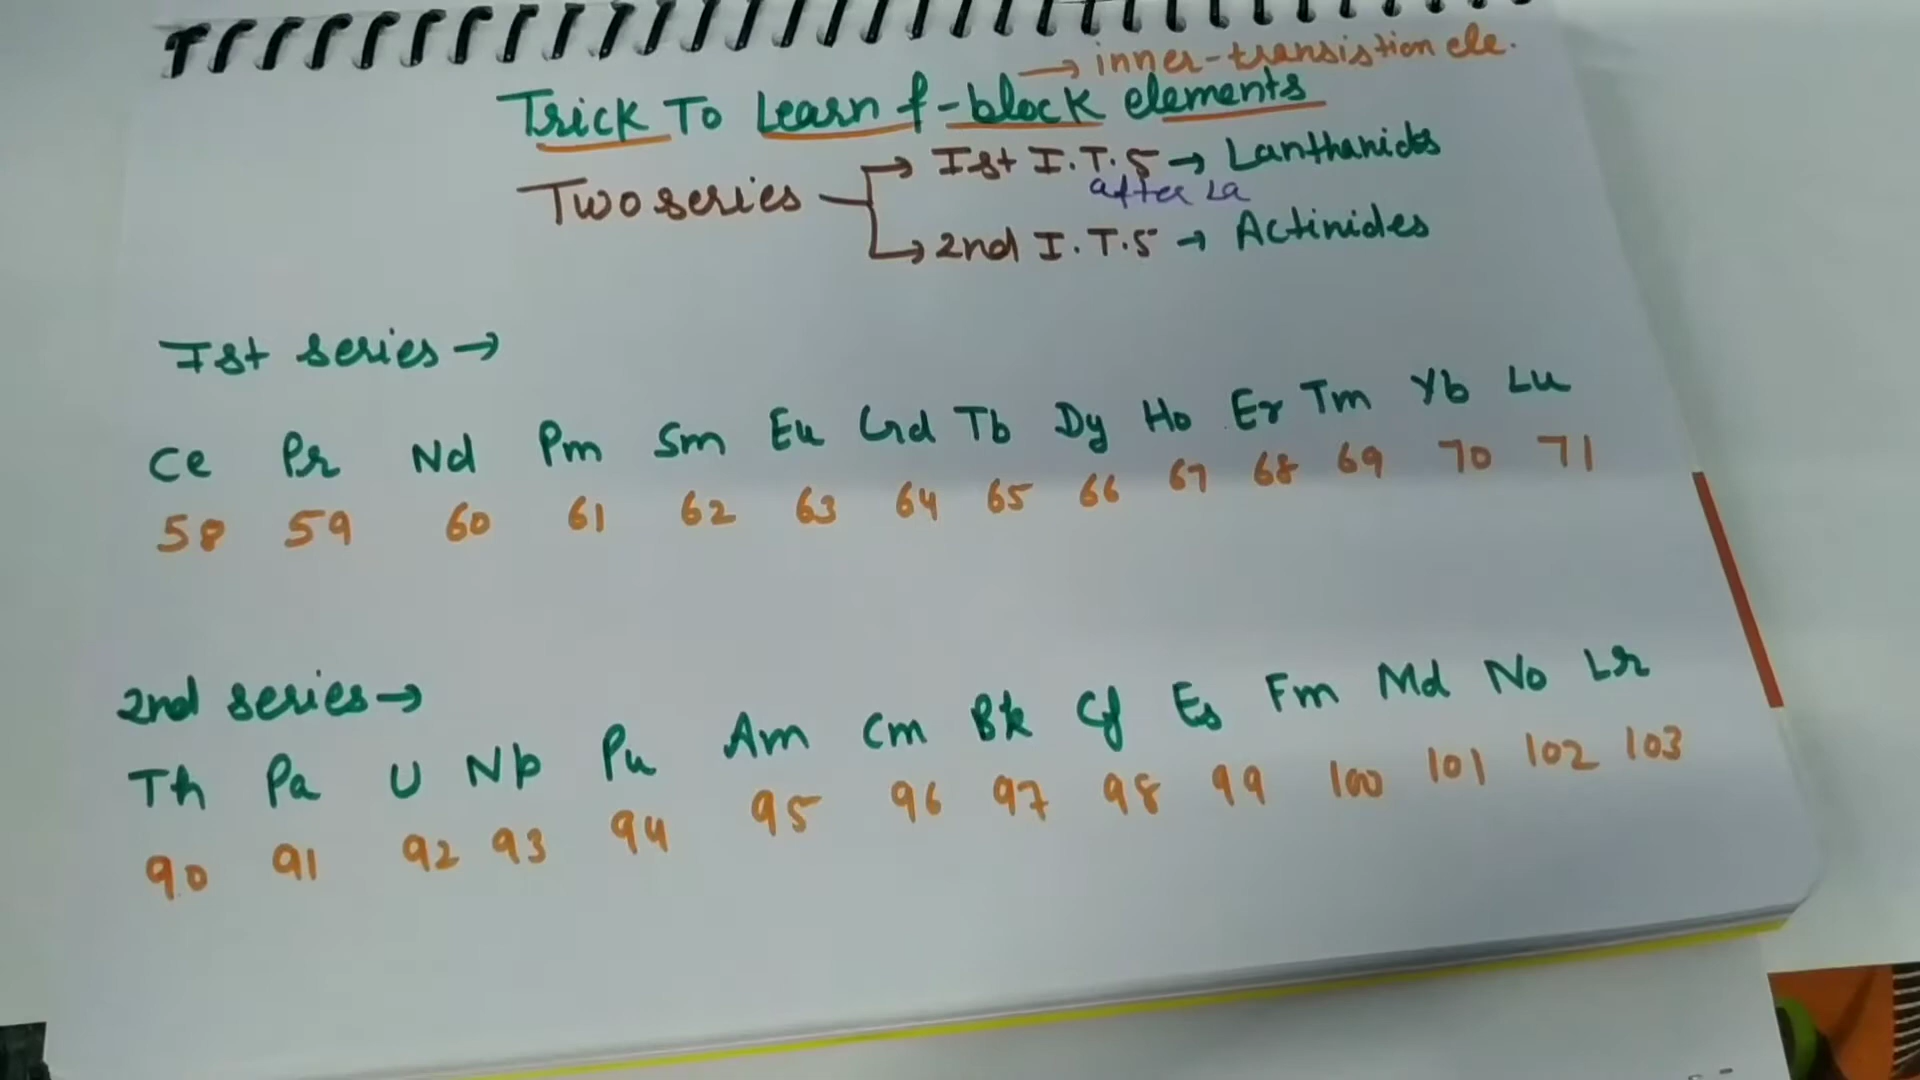 → inner-transistion ele.
Trick To Learn f-block elements
Two series → Ist I.T.S → Lanthanides
after La
→ 2nd I.T.S → Actinides
Ist series →
Ce Pr Nd Pm Sm Eu Gd Tb Dy Ho Er Tm Yb Lu
58 59 60 61 62 63 64 65 66 67 68 69 70 71
2nd series →
Th Pa U Np Pu Am Cm Bk Cf Es Fm Md No Lr
90 91 92 93 94 95 96 97 98 99 100 101 102 103